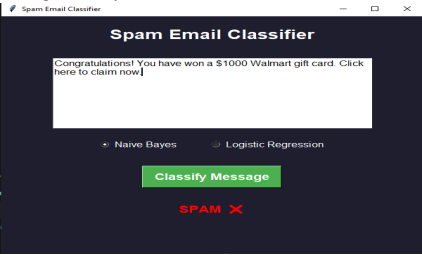 Spam Email Classifier
Spam Email Classifier
Congratulations! You have won a $1000 Walmart gift card. Click
here to claim now.
Naive Bayes Logistic Regression
Classify Message
SPAM ❌